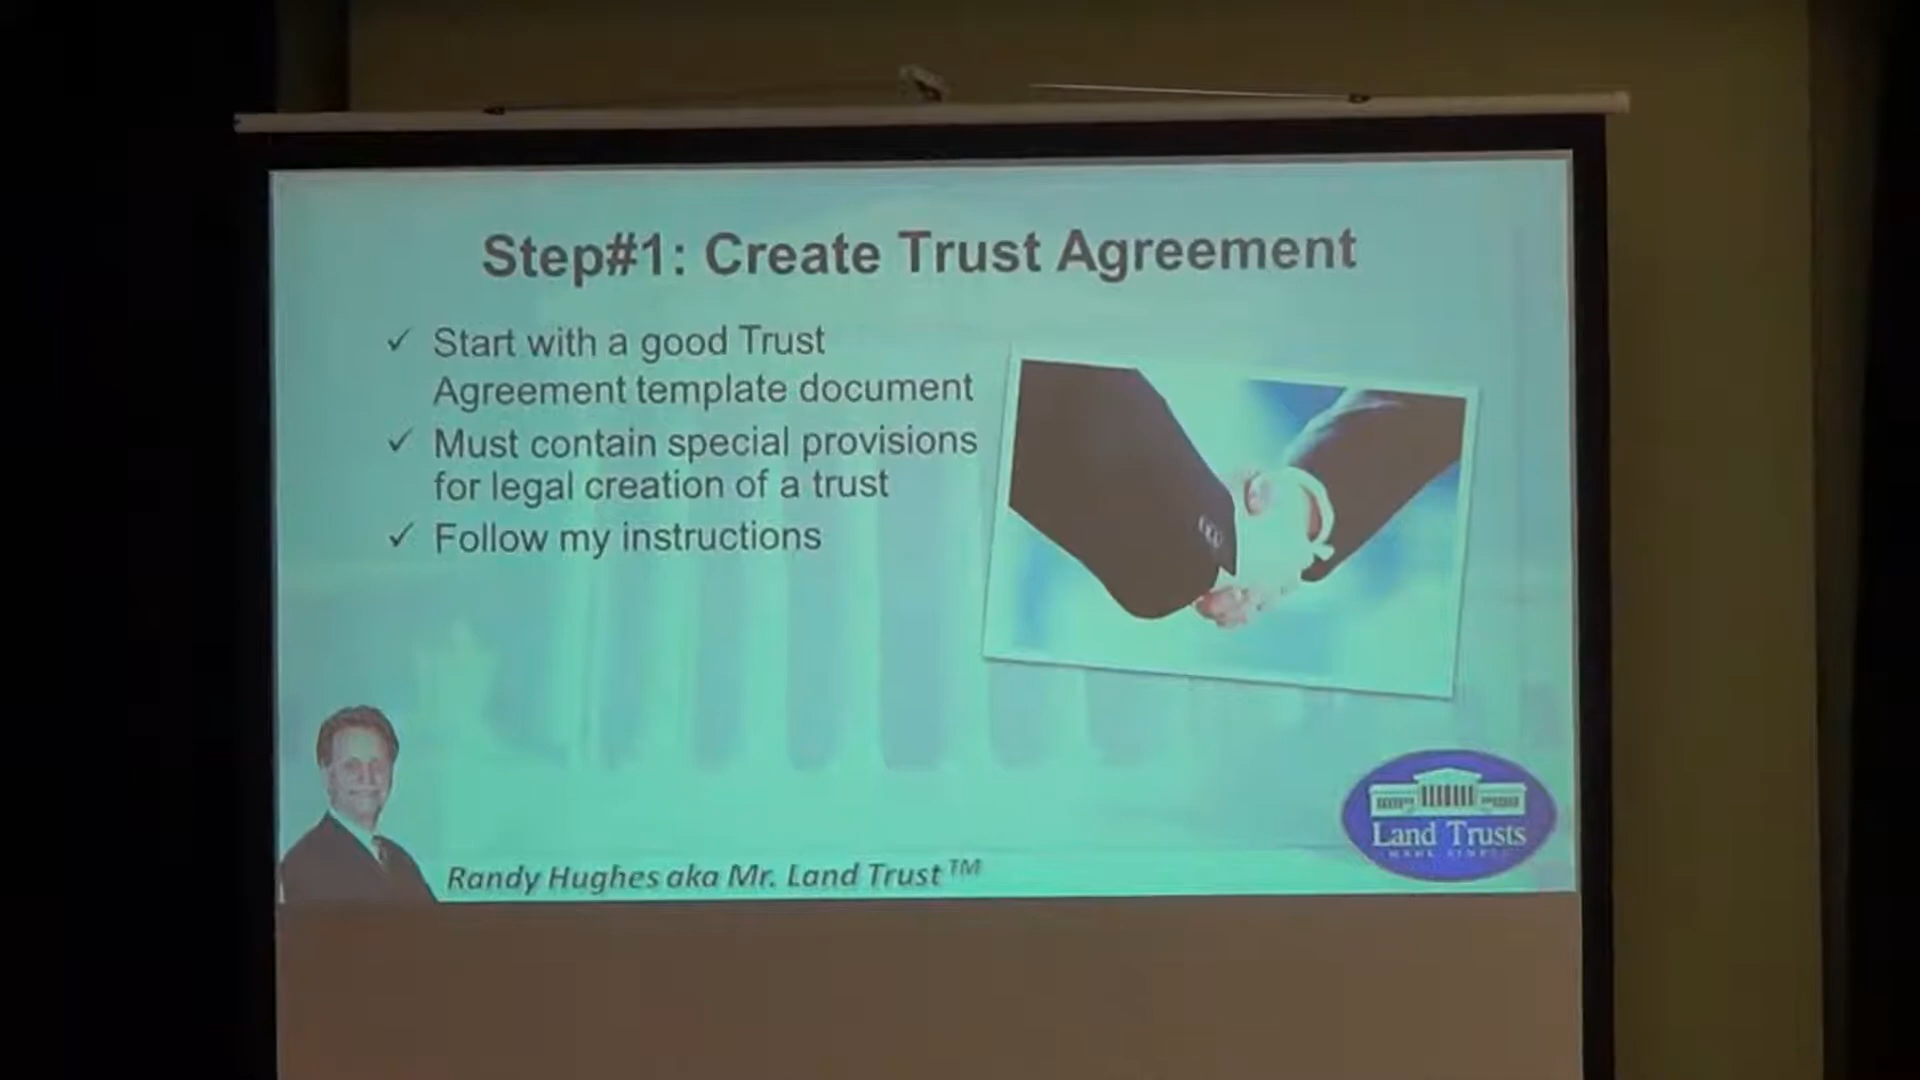 Step#1: Create Trust Agreement
✓ Start with a good Trust
Agreement template document
✓ Must contain special provisions
for legal creation of a trust
✓ Follow my instructions
Randy Hughes aka Mr. Land Trust™
Land Trusts